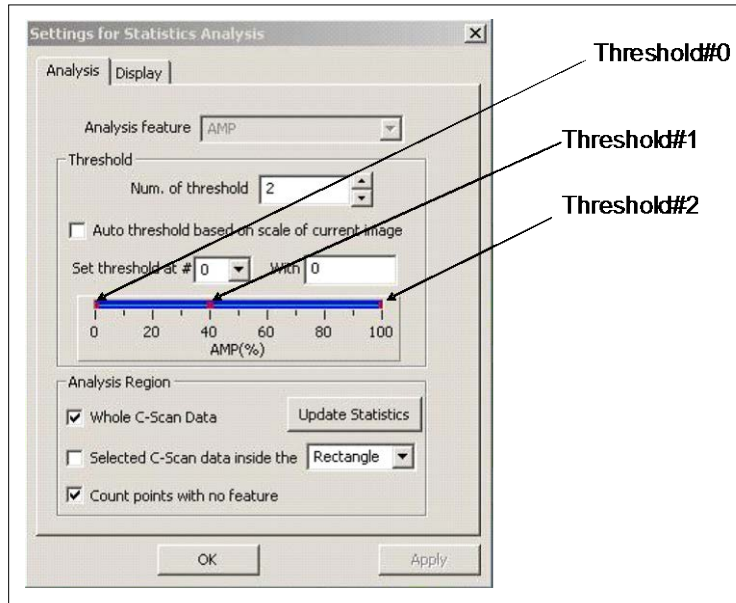 Settings for Statistics Analysis
Threshold#0
Analysis Display
Analysis feature AMP
Threshold#1
Threshold
Num. of threshold 2
Threshold#2
Auto threshold based on scale of current image
Set threshold at # 0 With 0
0 20 40 60 80 100
AMP(%)
Analysis Region
Whole C-Scan Data Update Statistics
Selected C-Scan data inside the Rectangle
Count points with no feature
OK Apply